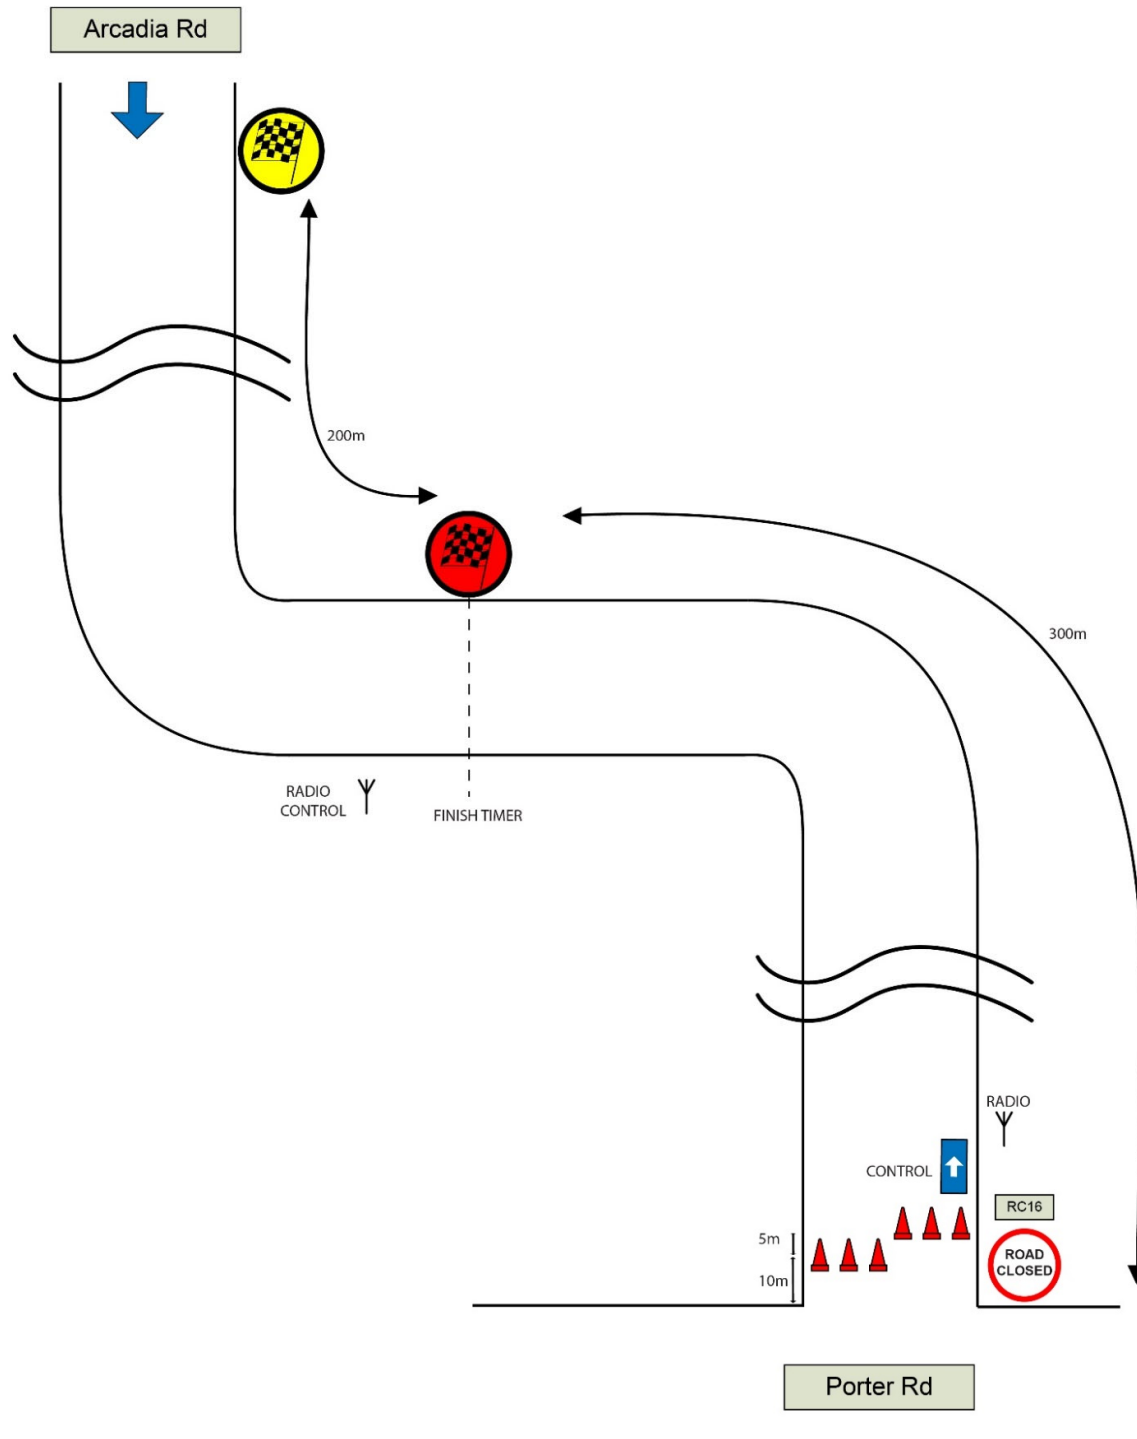 Arcadia Rd
200m
300m
RADIO
CONTROL
FINISH TIMER
RADIO
CONTROL
RC16
5m
ROAD
CLOSED
10m
Porter Rd